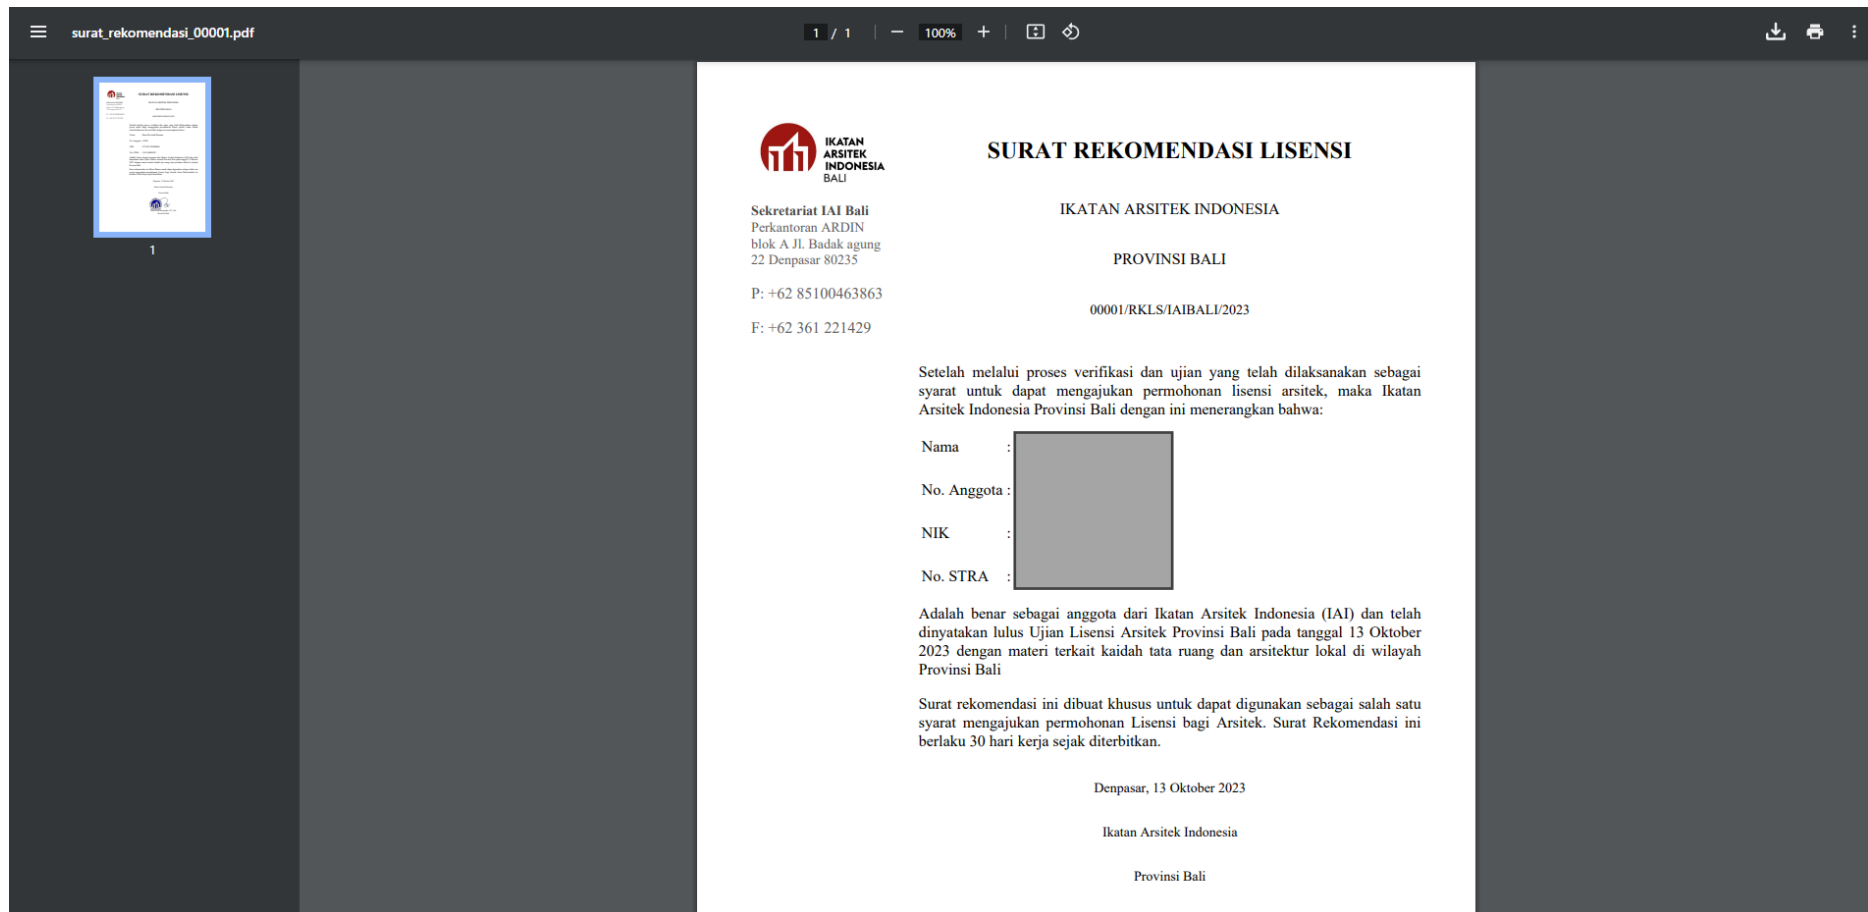 surat_rekomendasi_00001.pdf
1 / 1
100%
1
IKATAN
ARSITEK
INDONESIA
BALI
SURAT REKOMENDASI LISENSI
Sekretariat IAI Bali
Perkantoran ARDIN
blok A Jl. Badak agung
22 Denpasar 80235
P: +62 85100463863
F: +62 361 221429
IKATAN ARSITEK INDONESIA
PROVINSI BALI
00001/RKLS/IAIBALI/2023
Setelah melalui proses verifikasi dan ujian yang telah dilaksanakan sebagai
syarat untuk dapat mengajukan permohonan lisensi arsitek, maka Ikatan
Arsitek Indonesia Provinsi Bali dengan ini menerangkan bahwa:
Nama :
No. Anggota :
NIK :
No. STRA :
Adalah benar sebagai anggota dari Ikatan Arsitek Indonesia (IAI) dan telah
dinyatakan lulus Ujian Lisensi Arsitek Provinsi Bali pada tanggal 13 Oktober
2023 dengan materi terkait kaidah tata ruang dan arsitektur lokal di wilayah
Provinsi Bali
Surat rekomendasi ini dibuat khusus untuk dapat digunakan sebagai salah satu
syarat mengajukan permohonan Lisensi bagi Arsitek. Surat Rekomendasi ini
berlaku 30 hari kerja sejak diterbitkan.
Denpasar, 13 Oktober 2023
Ikatan Arsitek Indonesia
Provinsi Bali